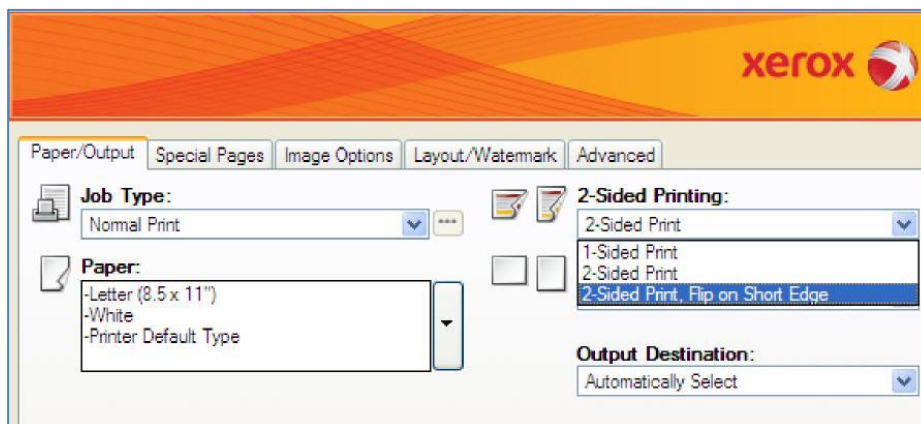 xerox
Paper/Output
Special Pages
Image Options
Layout/Watermark
Advanced
Job Type:
Normal Print
Paper:
-Letter (8.5 x 11")
-White
-Printer Default Type
2-Sided Printing:
2-Sided Print
1-Sided Print
2-Sided Print
2-Sided Print, Flip on Short Edge
Output Destination:
Automatically Select